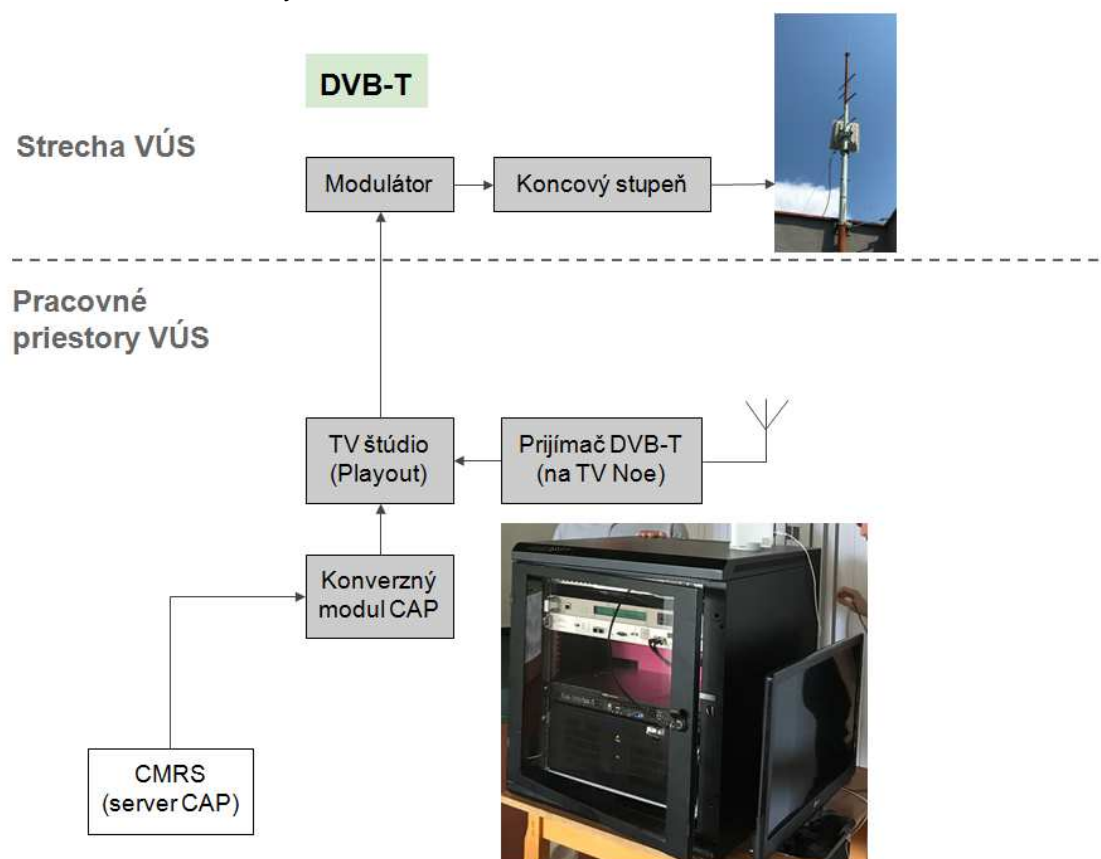 DVB-T
Strecha VÚS
Modulátor
Koncový stupeň
Pracovné
priestory VÚS
TV štúdio
(Playout)
Prijímač DVB-T
(na TV Noe)
Konverzný
modul CAP
CMRS
(server CAP)